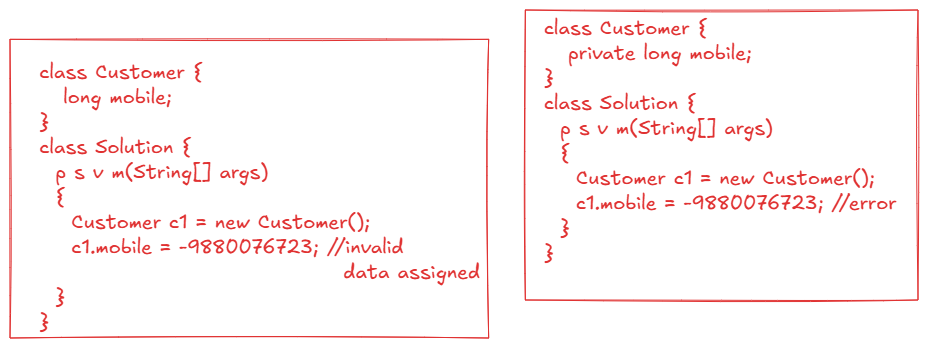 class Customer {
long mobile;
}
class Solution {
p s v m(String[] args)
{
Customer c1 = new Customer();
c1.mobile = -9880076723; //invalid
data assigned
}
}
class Customer {
private long mobile;
}
class Solution {
p s v m(String[] args)
{
Customer c1 = new Customer();
c1.mobile = -9880076723; //error
}
}